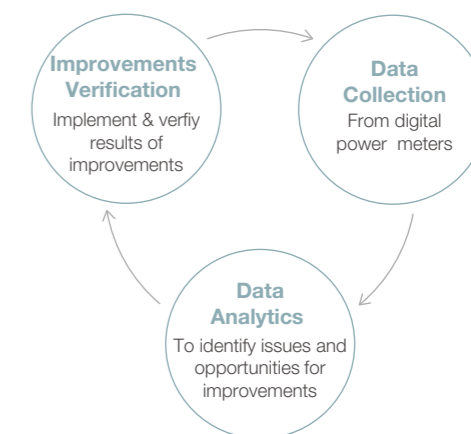 Improvements
Verification
Implement & verfiy
results of
improvements
Data
Collection
From digital
power meters
Data
Analytics
To identify issues and
opportunities for
improvements